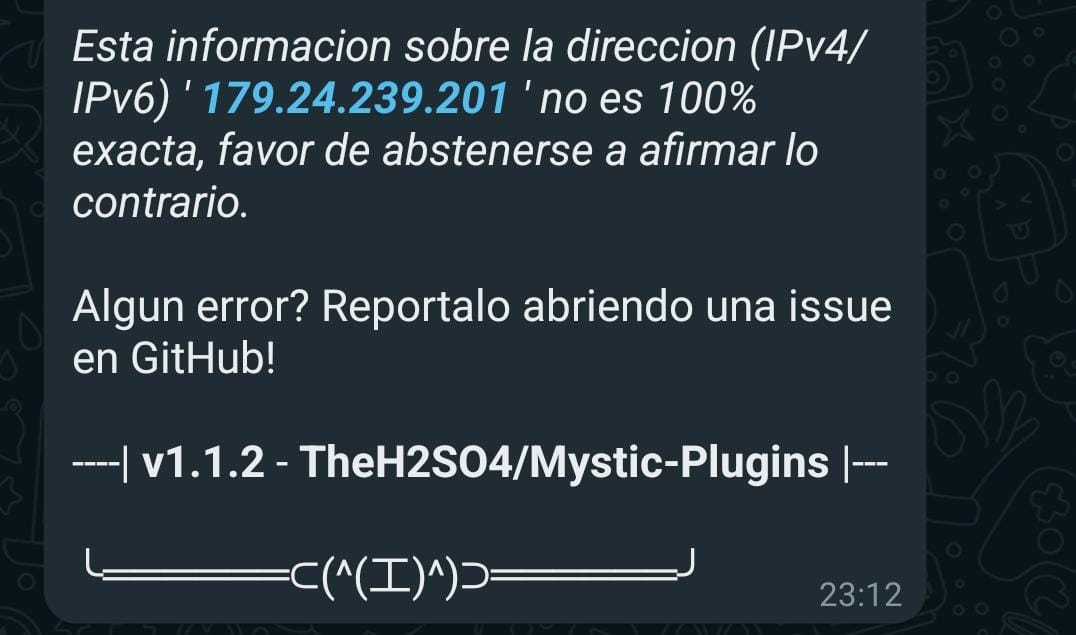 Esta informacion sobre la direccion (IPv4/
IPv6) ' 179.24.239.201 ' no es 100%
exacta, favor de abstenerse a afirmar lo
contrario.
Algun error? Reportalo abriendo una issue
en GitHub!
----| v1.1.2 - TheH2SO4/Mystic-Plugins |---
╰═══════⊂(^(工)^)⊃═══════╯
23:12